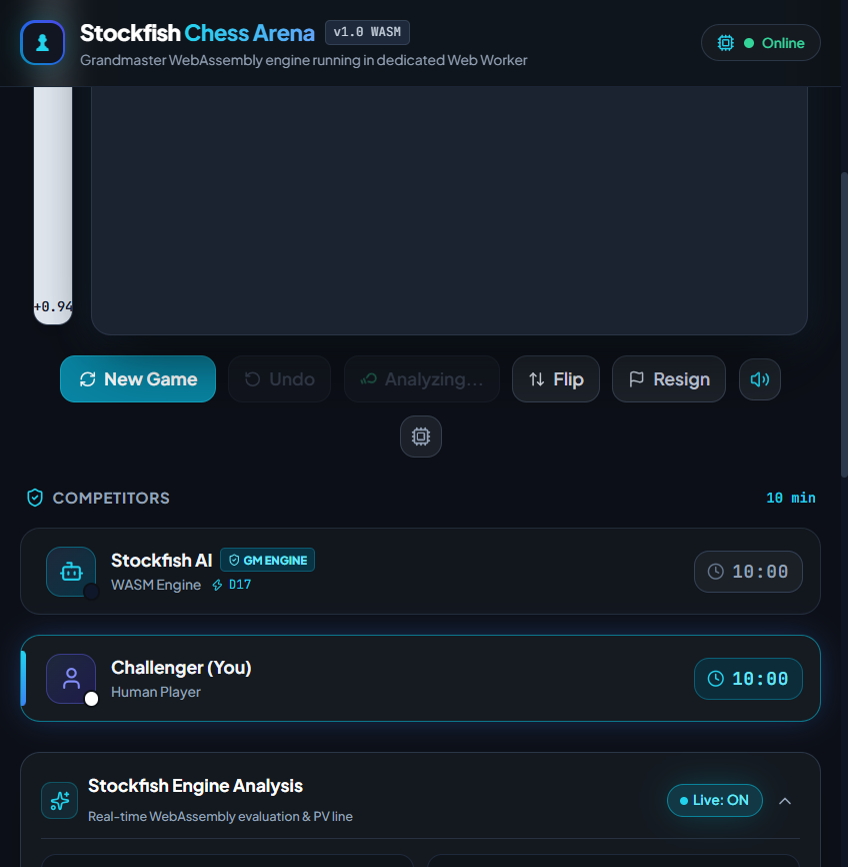 Stockfish Chess Arena v1.0 WASM
Grandmaster WebAssembly engine running in dedicated Web Worker
Online
+0.94
New Game
Undo
Analyzing...
Flip
Resign
COMPETITORS
10 min
Stockfish AI GM ENGINE
WASM Engine D17
10:00
Challenger (You)
Human Player
10:00
Stockfish Engine Analysis
Real-time WebAssembly evaluation & PV line
Live: ON